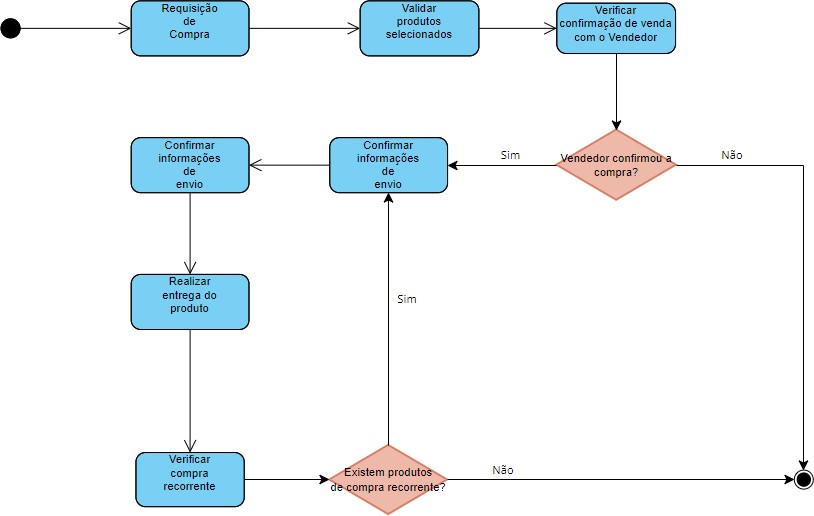 Requisição
de
Compra
Validar
produtos
selecionados
Verificar
confirmação de venda
com o Vendedor
Confirmar
informações
de
envio
Confirmar
informações
de
envio
Sim
Vendedor confirmou a
compra?
Não
Realizar
entrega do
produto
Sim
Verificar
compra
recorrente
Existem produtos
de compra recorrente?
Não